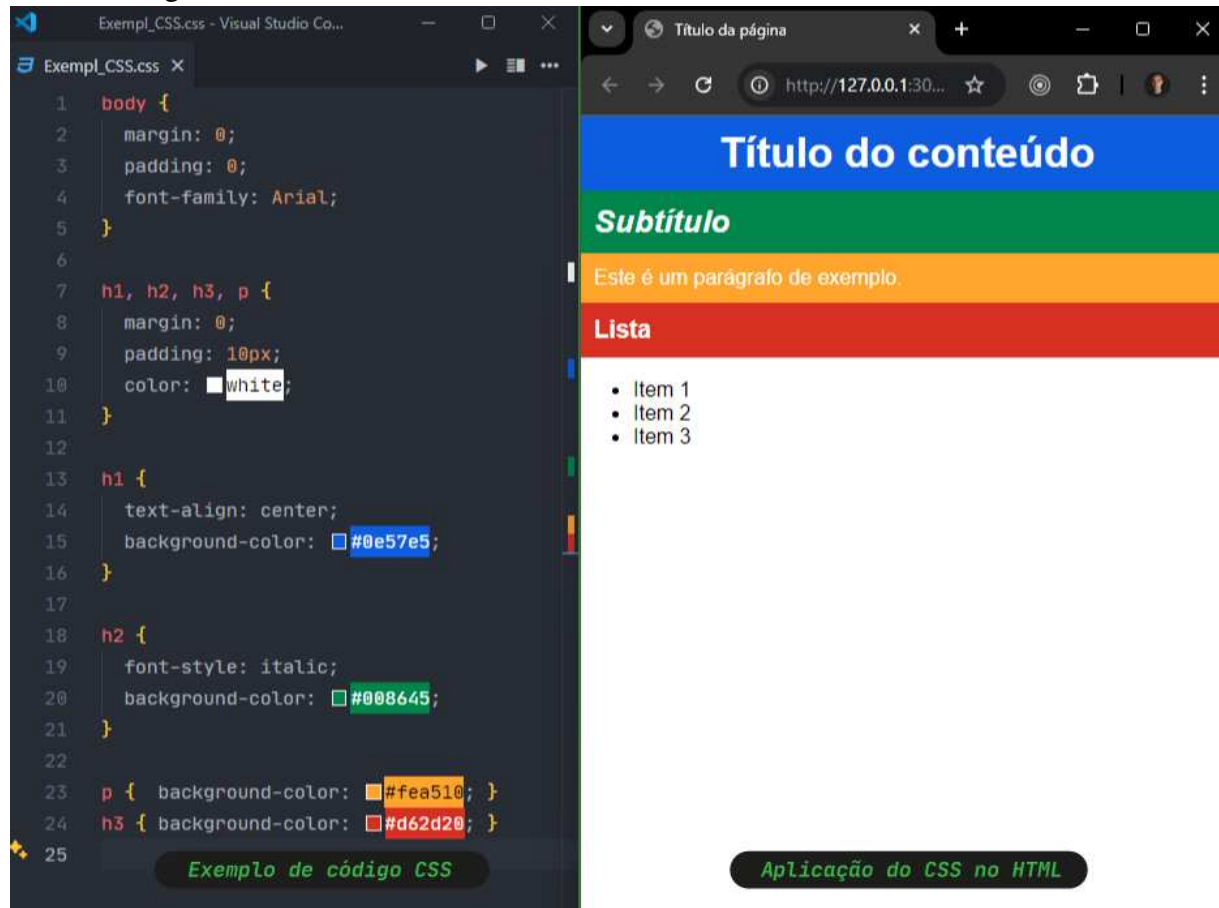 Exempl_CSS.css - Visual Studio Co...
Exempl_CSS.css
1 body {
2 margin: 0;
3 padding: 0;
4 font-family: Arial;
5 }
6
7 h1, h2, h3, p {
8 margin: 0;
9 padding: 10px;
10 color: white;
11 }
12
13 h1 {
14 text-align: center;
15 background-color: #0e57e5;
16 }
17
18 h2 {
19 font-style: italic;
20 background-color: #008645;
21 }
22
23 p { background-color: #fea510; }
24 h3 { background-color: #d62d20; }
25
Exemplo de código CSS
Título da página
http://127.0.0.1:30...
Título do conteúdo
Subtítulo
Este é um parágrafo de exemplo.
Lista
• Item 1
• Item 2
• Item 3
Aplicação do CSS no HTML